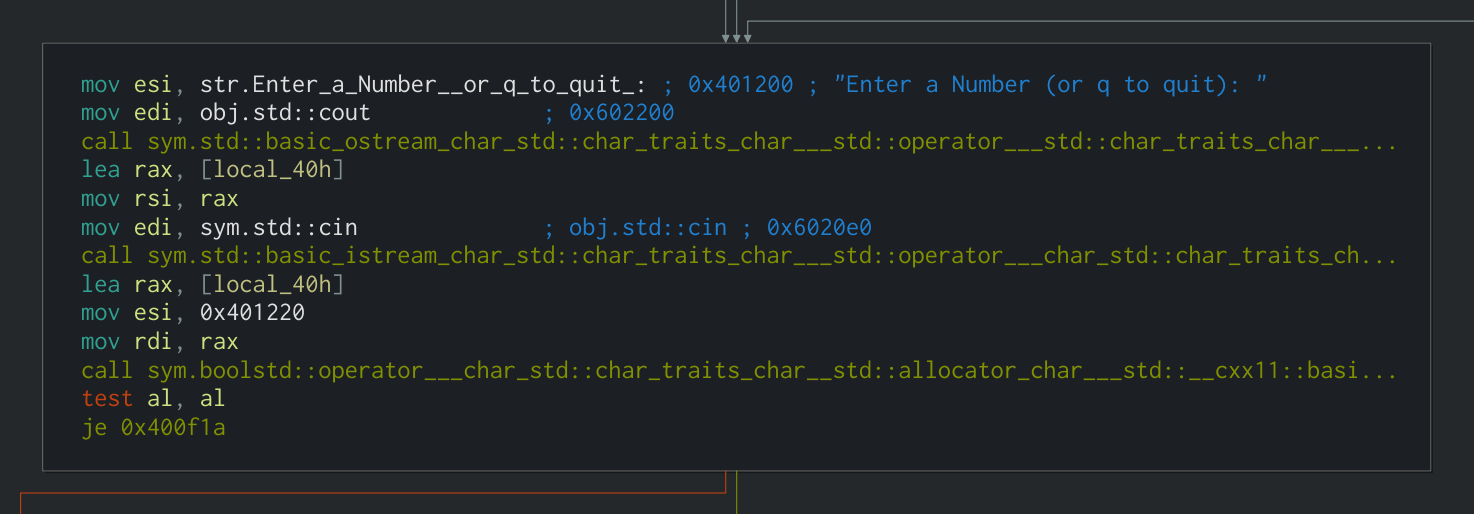 mov esi, str.Enter_a_Number__or_q_to_quit_: ; 0x401200 ; "Enter a Number (or q to quit): "
mov edi, obj.std::cout ; 0x602200
call sym.std::basic_ostream_char_std::char_traits_char___std::operator___std::char_traits_char___...
lea rax, [local_40h]
mov rsi, rax
mov edi, sym.std::cin ; obj.std::cin ; 0x6020e0
call sym.std::basic_istream_char_std::char_traits_char___std::operator___char_std::char_traits_ch...
lea rax, [local_40h]
mov esi, 0x401220
mov rdi, rax
call sym.boolstd::operator___char_std::char_traits_char__std::allocator_char___std::__cxx11::basi...
test al, al
je 0x400f1a